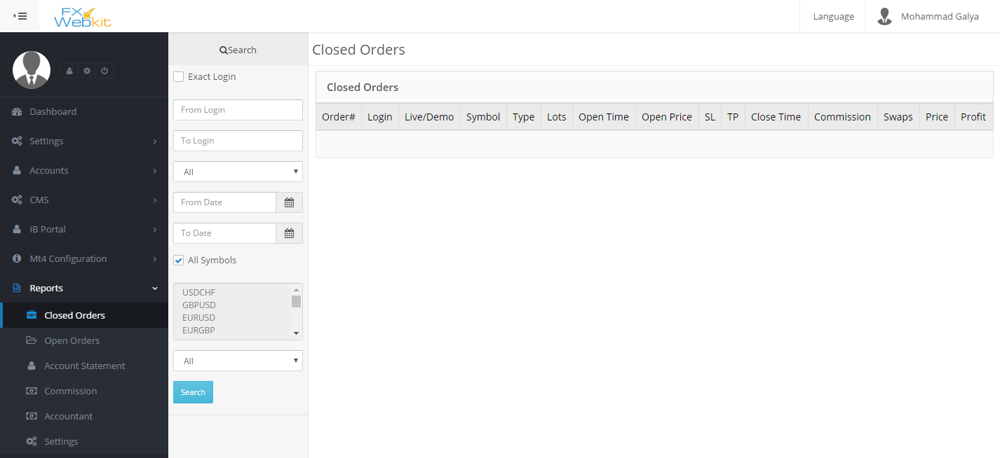 FX
Webkit
Language
Mohammad Galya
Dashboard
Settings
Accounts
CMS
IB Portal
Mt4 Configuration
Reports
Closed Orders
Open Orders
Account Statement
Commission
Accountant
Settings
Search
Exact Login
From Login
To Login
All
From Date
To Date
All Symbols
USDCHF
GBPUSD
EURUSD
EURGBP
All
Search
Closed Orders
Closed Orders
Order# Login Live/Demo Symbol Type Lots Open Time Open Price SL TP Close Time Commission Swaps Price Profit